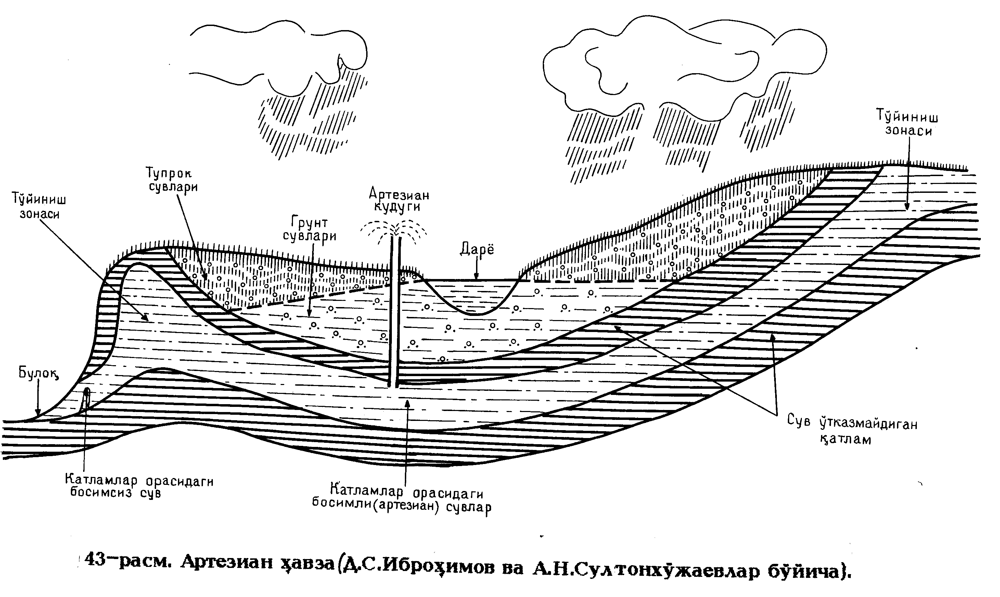 Тўйиниш
зонаси
Тупрок
сувлари
Тўйиниш
зонаси
Артезиан
кудуги
Грунт
сувлари
Дарё
Булоқ
Сув ўтказмайдиган
қатлам
Катламлар орасидаги
босимсиз сув
Катламлар орасидаги
босимли(артезиан) сувлар
43–расм. Артезиан ҳавза(Д.С.Иброҳимов ва А.Н.Султонхўжаевлар бўйича).